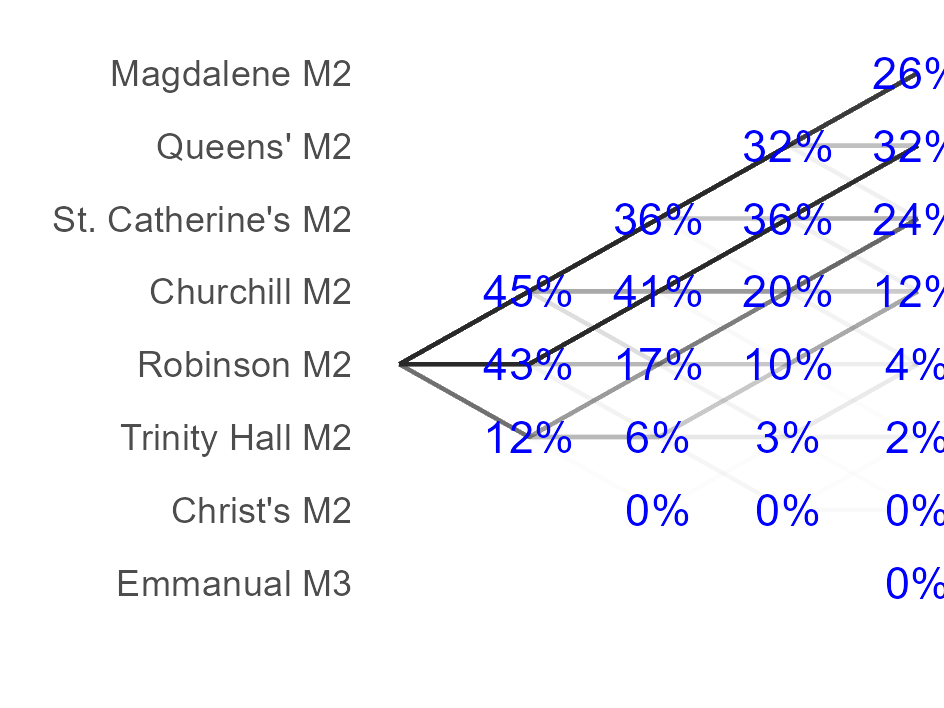 Magdalene M2 26%
Queens' M2 32% 32%
St. Catherine's M2 36% 36% 24%
Churchill M2 45% 41% 20% 12%
Robinson M2 43% 17% 10% 4%
Trinity Hall M2 12% 6% 3% 2%
Christ's M2 0% 0% 0%
Emmanual M3 0%